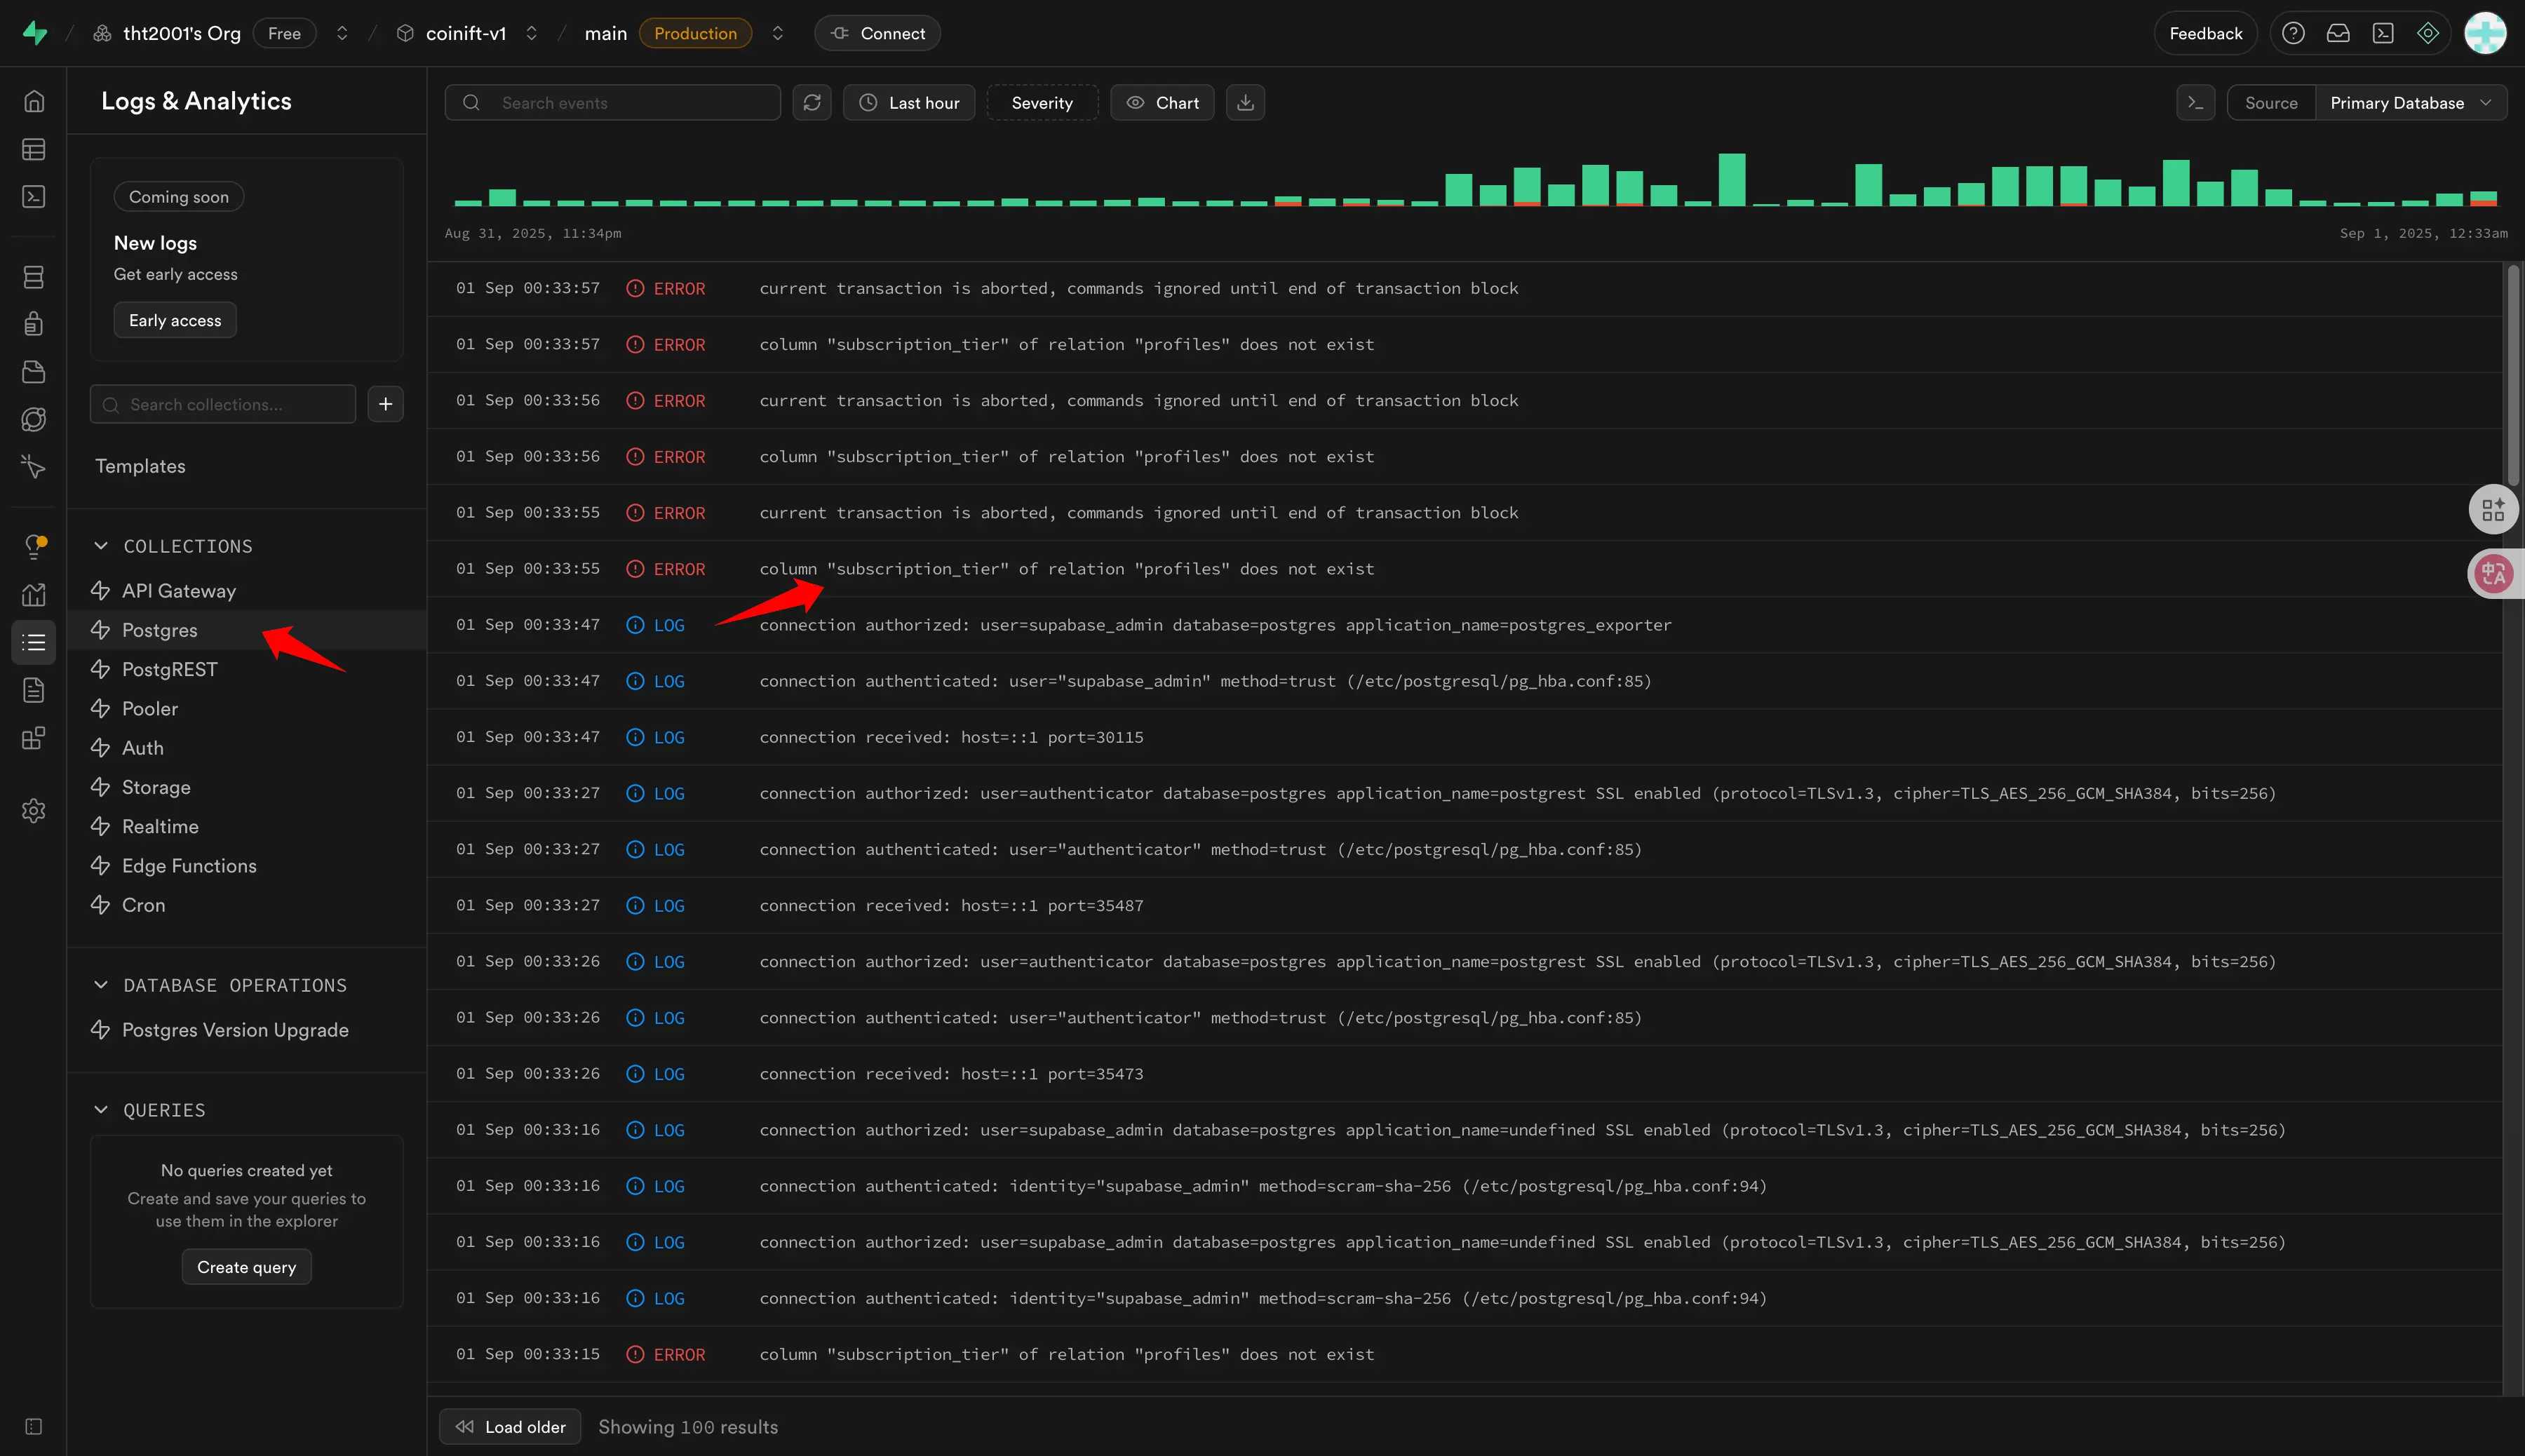 tht2001's Org Free coinift-v1 main Production Connect Feedback
Logs & Analytics
Search events Last hour Severity Chart Source Primary Database
Coming soon
New logs
Get early access
Early access
Search collections...
Templates
COLLECTIONS
API Gateway
Postgres
PostgREST
Pooler
Auth
Storage
Realtime
Edge Functions
Cron
DATABASE OPERATIONS
Postgres Version Upgrade
QUERIES
No queries created yet
Create and save your queries to
use them in the explorer
Create query
Aug 31, 2025, 11:34pm Sep 1, 2025, 12:33am
01 Sep 00:33:57 ERROR current transaction is aborted, commands ignored until end of transaction block
01 Sep 00:33:57 ERROR column "subscription_tier" of relation "profiles" does not exist
01 Sep 00:33:56 ERROR current transaction is aborted, commands ignored until end of transaction block
01 Sep 00:33:56 ERROR column "subscription_tier" of relation "profiles" does not exist
01 Sep 00:33:55 ERROR current transaction is aborted, commands ignored until end of transaction block
01 Sep 00:33:55 ERROR column "subscription_tier" of relation "profiles" does not exist
01 Sep 00:33:47 LOG connection authorized: user=supabase_admin database=postgres application_name=postgres_exporter
01 Sep 00:33:47 LOG connection authenticated: user="supabase_admin" method=trust (/etc/postgresql/pg_hba.conf:85)
01 Sep 00:33:47 LOG connection received: host=::1 port=30115
01 Sep 00:33:27 LOG connection authorized: user=authenticator database=postgres application_name=postgrest SSL enabled (protocol=TLSv1.3, cipher=TLS_AES_256_GCM_SHA384, bits=256)
01 Sep 00:33:27 LOG connection authenticated: user="authenticator" method=trust (/etc/postgresql/pg_hba.conf:85)
01 Sep 00:33:27 LOG connection received: host=::1 port=35487
01 Sep 00:33:26 LOG connection authorized: user=authenticator database=postgres application_name=postgrest SSL enabled (protocol=TLSv1.3, cipher=TLS_AES_256_GCM_SHA384, bits=256)
01 Sep 00:33:26 LOG connection authenticated: user="authenticator" method=trust (/etc/postgresql/pg_hba.conf:85)
01 Sep 00:33:26 LOG connection received: host=::1 port=35473
01 Sep 00:33:16 LOG connection authorized: user=supabase_admin database=postgres application_name=undefined SSL enabled (protocol=TLSv1.3, cipher=TLS_AES_256_GCM_SHA384, bits=256)
01 Sep 00:33:16 LOG connection authenticated: identity="supabase_admin" method=scram-sha-256 (/etc/postgresql/pg_hba.conf:94)
01 Sep 00:33:16 LOG connection authorized: user=supabase_admin database=postgres application_name=undefined SSL enabled (protocol=TLSv1.3, cipher=TLS_AES_256_GCM_SHA384, bits=256)
01 Sep 00:33:16 LOG connection authenticated: identity="supabase_admin" method=scram-sha-256 (/etc/postgresql/pg_hba.conf:94)
01 Sep 00:33:15 ERROR column "subscription_tier" of relation "profiles" does not exist
Load older Showing 100 results
中A